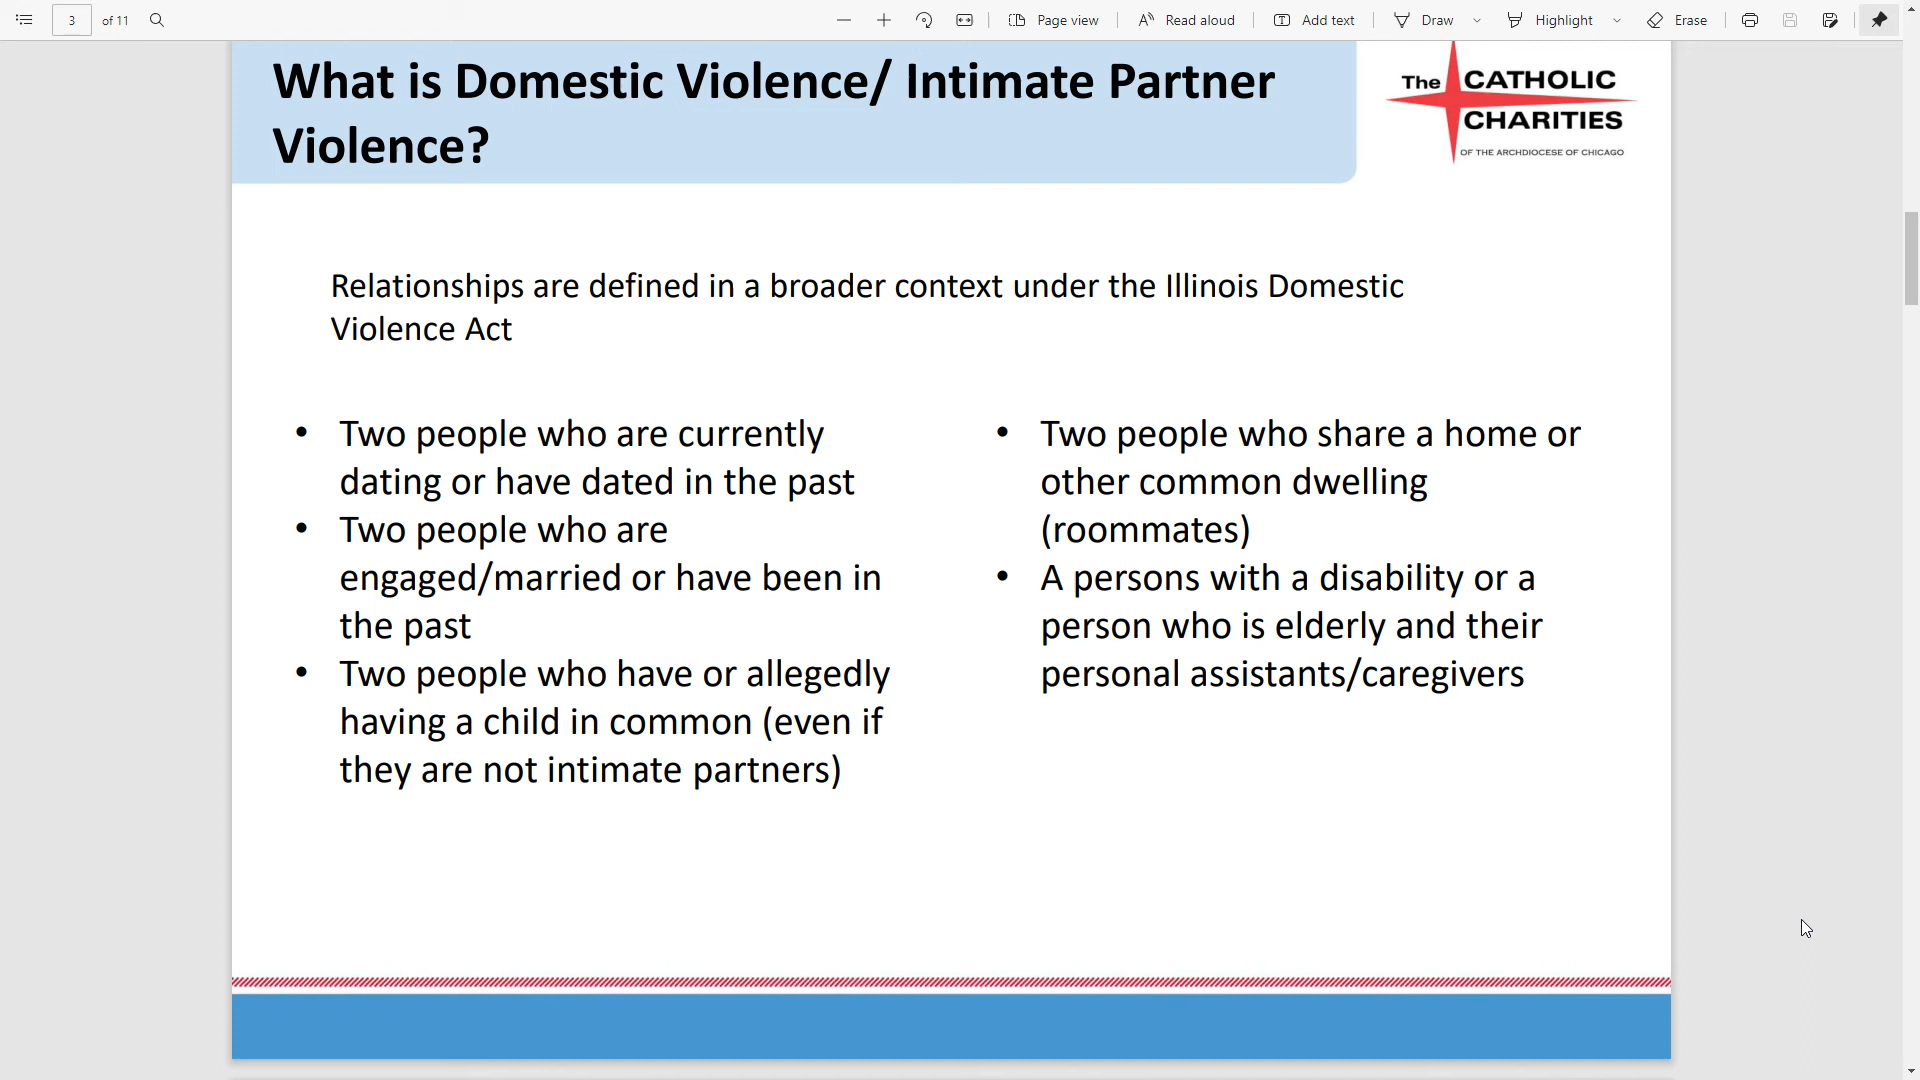 3 of 11 Page view Read aloud Add text Draw Highlight Erase
What is Domestic Violence/ Intimate Partner
Violence?
The CATHOLIC
CHARITIES
OF THE ARCHDIOCESE OF CHICAGO
Relationships are defined in a broader context under the Illinois Domestic
Violence Act
• Two people who are currently
dating or have dated in the past
• Two people who are
engaged/married or have been in
the past
• Two people who have or allegedly
having a child in common (even if
they are not intimate partners)
• Two people who share a home or
other common dwelling
(roommates)
• A persons with a disability or a
person who is elderly and their
personal assistants/caregivers